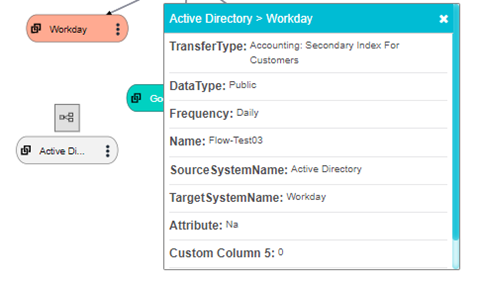 Active Directory > Workday
Workday
TransferType: Accounting: Secondary Index For
Customers
DataType: Public
Go
Frequency: Daily
Active Di...
Name: Flow-Test03
SourceSystemName: Active Directory
TargetSystemName: Workday
Attribute: Na
Custom Column 5: 0